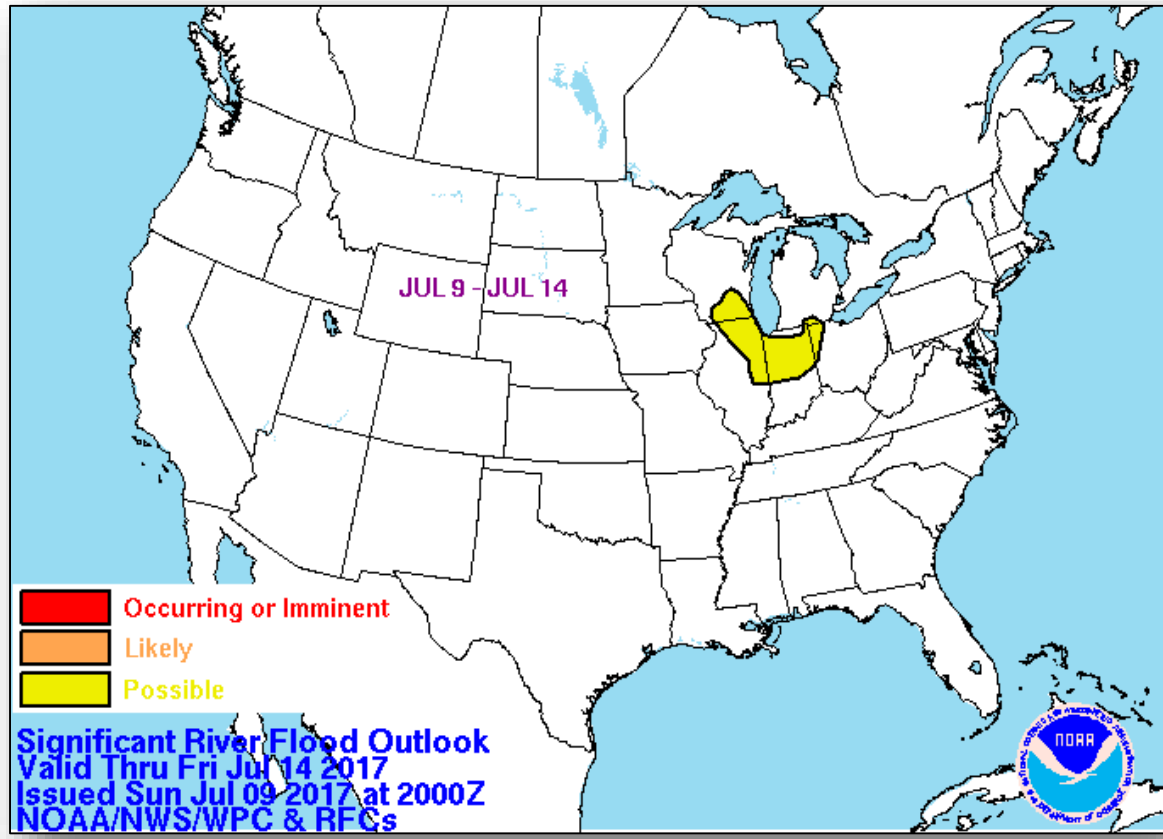 JUL 9 - JUL 14
Occurring or Imminent
Likely
Possible
Significant River Flood Outlook
Valid Thru Fri Jul 14 2017
Issued Sun Jul 09 2017 at 2000Z
NOAA/NWS/WPC & RFCs
NOAA